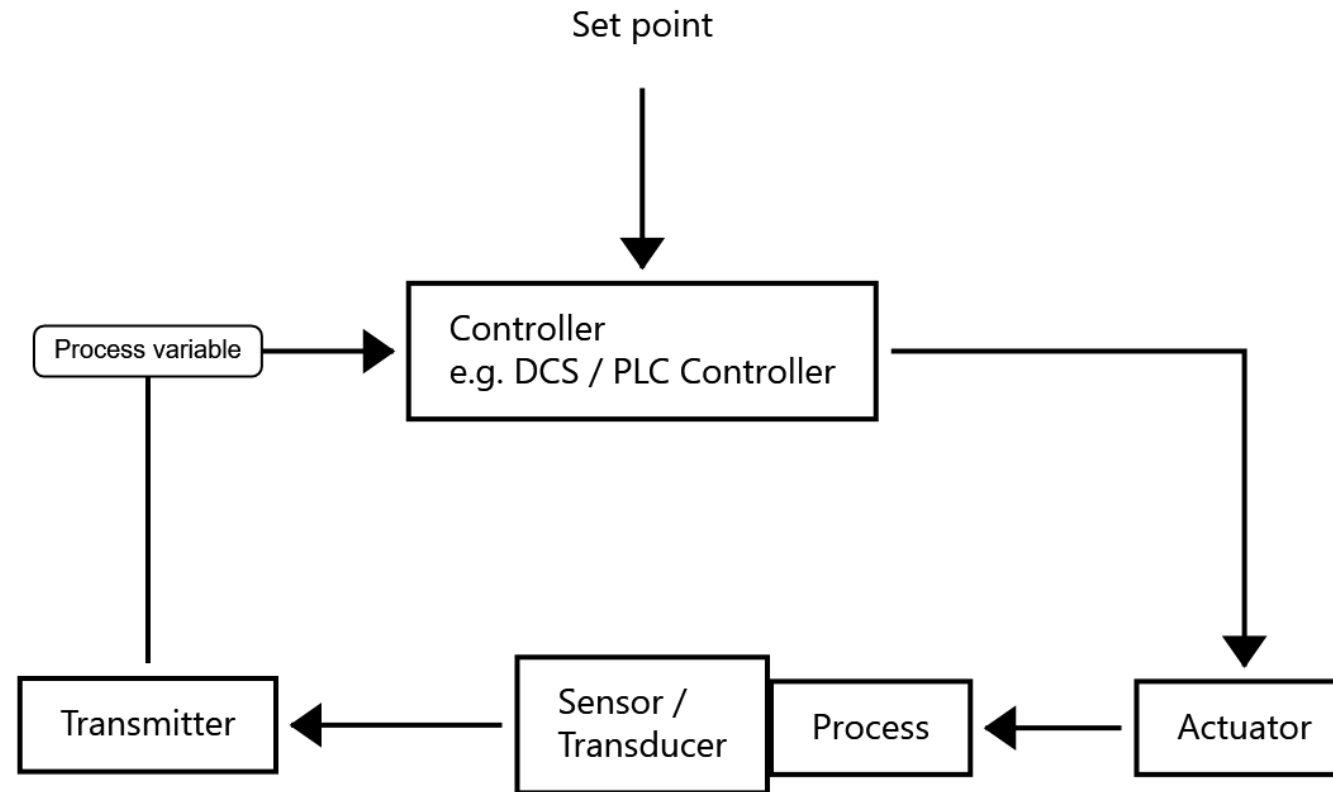 Set point
Controller
e.g. DCS / PLC Controller
Process variable
Transmitter
Sensor /
Transducer
Process
Actuator